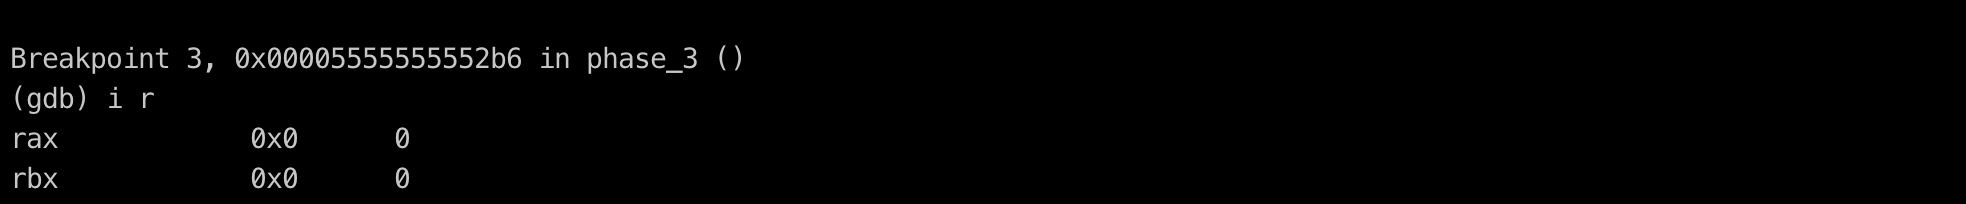 Breakpoint 3, 0x00005555555552b6 in phase_3 ()
(gdb) i r
rax            0x0      0
rbx            0x0      0